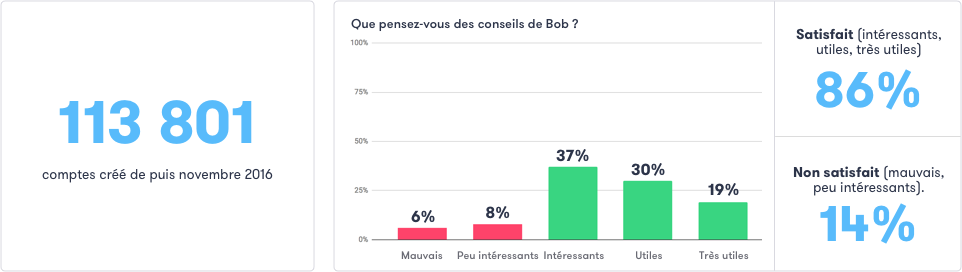 113 801
comptes créé de puis novembre 2016
Que pensez-vous des conseils de Bob ?
100%
75%
50%
25%
0%
6%
8%
37%
30%
19%
Mauvais
Peu intéressants
Intéressants
Utiles
Très utiles
Satisfait (intéressants,
utiles, très utiles)
86%
Non satisfait (mauvais,
peu intéressants).
14%